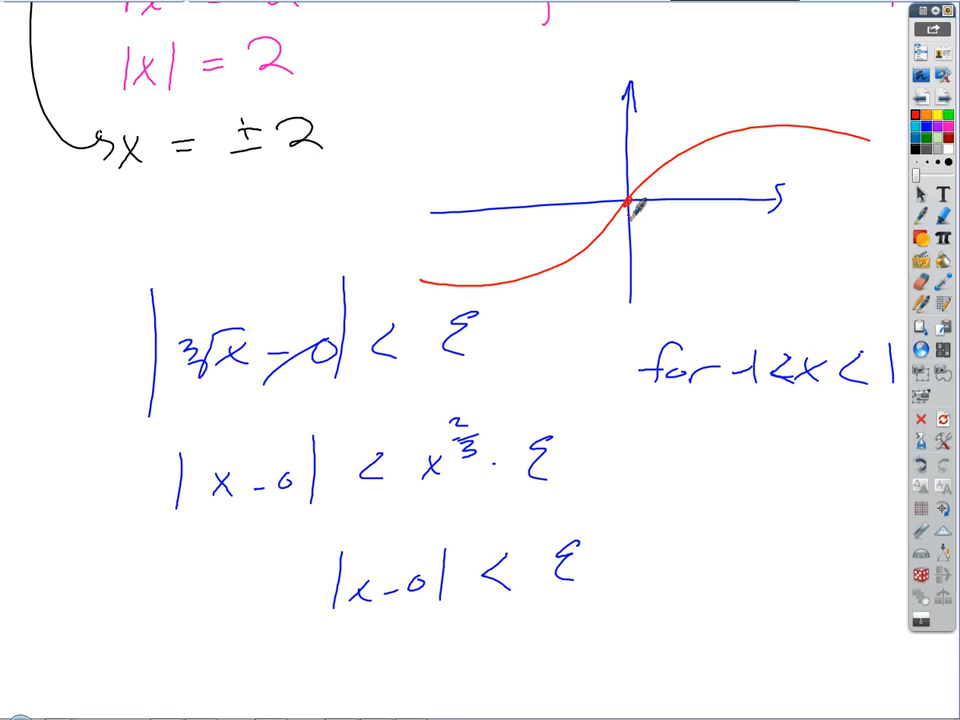 |x| = 2
x = ± 2
|∛x - 0| < ε
for -1 < x < 1
|x - 0| < x^(2/3) · ε
|x - 0| < ε